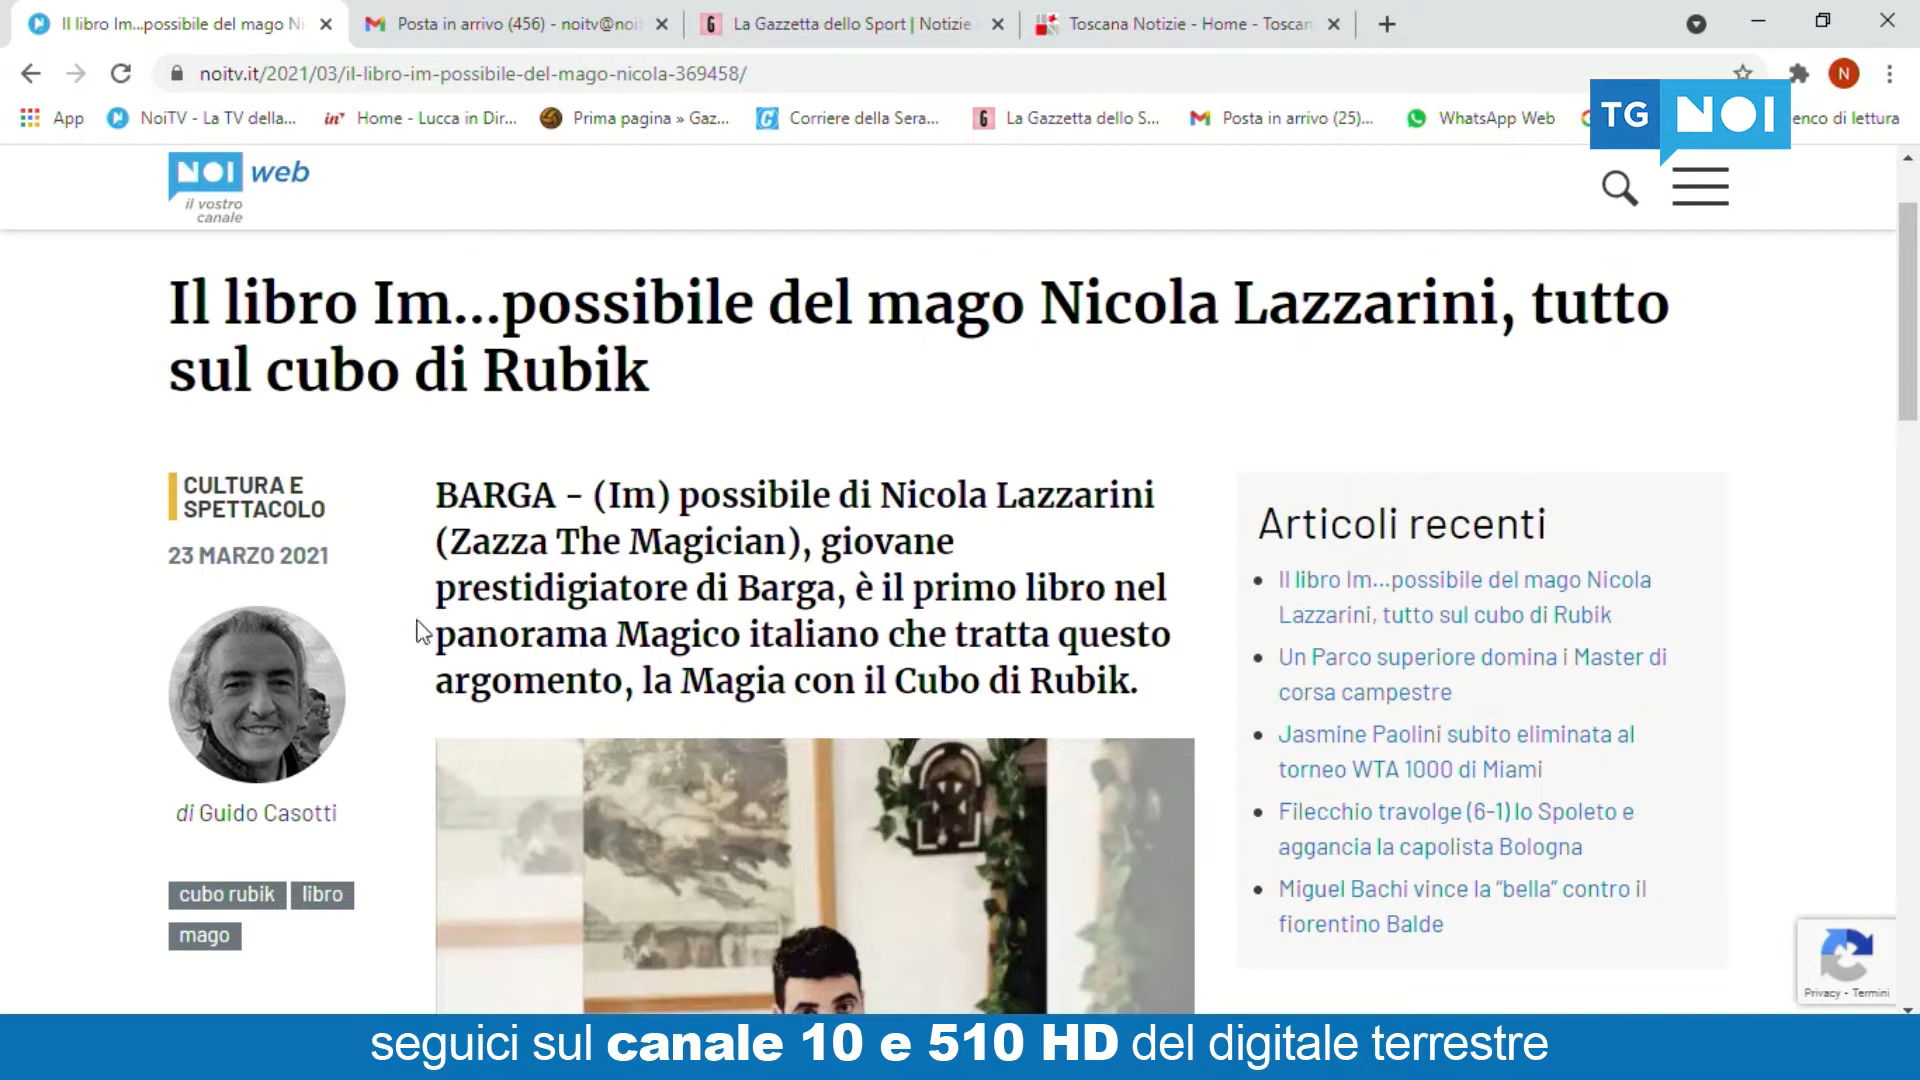 Il libro Im...possibile del mago Ni
Posta in arrivo (456) - noitv@noi
La Gazzetta dello Sport | Notizie
Toscana Notizie - Home - Toscan
noitv.it/2021/03/il-libro-im-possibile-del-mago-nicola-369458/
N
App
NoiTV - La TV della...
Home - Lucca in Dir...
Prima pagina » Gaz...
Corriere della Sera...
La Gazzetta dello S...
Posta in arrivo (25)...
WhatsApp Web
enco di lettura
TG NOI
NOI web
il vostro
canale
Il libro Im...possibile del mago Nicola Lazzarini, tutto
sul cubo di Rubik
CULTURA E
SPETTACOLO
23 MARZO 2021
di Guido Casotti
cubo rubik
libro
mago
BARGA - (Im) possibile di Nicola Lazzarini
(Zazza The Magician), giovane
prestidigiatore di Barga, è il primo libro nel
panorama Magico italiano che tratta questo
argomento, la Magia con il Cubo di Rubik.
Articoli recenti
Il libro Im...possibile del mago Nicola
Lazzarini, tutto sul cubo di Rubik
Un Parco superiore domina i Master di
corsa campestre
Jasmine Paolini subito eliminata al
torneo WTA 1000 di Miami
Filecchio travolge (6-1) lo Spoleto e
aggancia la capolista Bologna
Miguel Bachi vince la "bella" contro il
fiorentino Balde
Privacy - Termini
seguici sul canale 10 e 510 HD del digitale terrestre